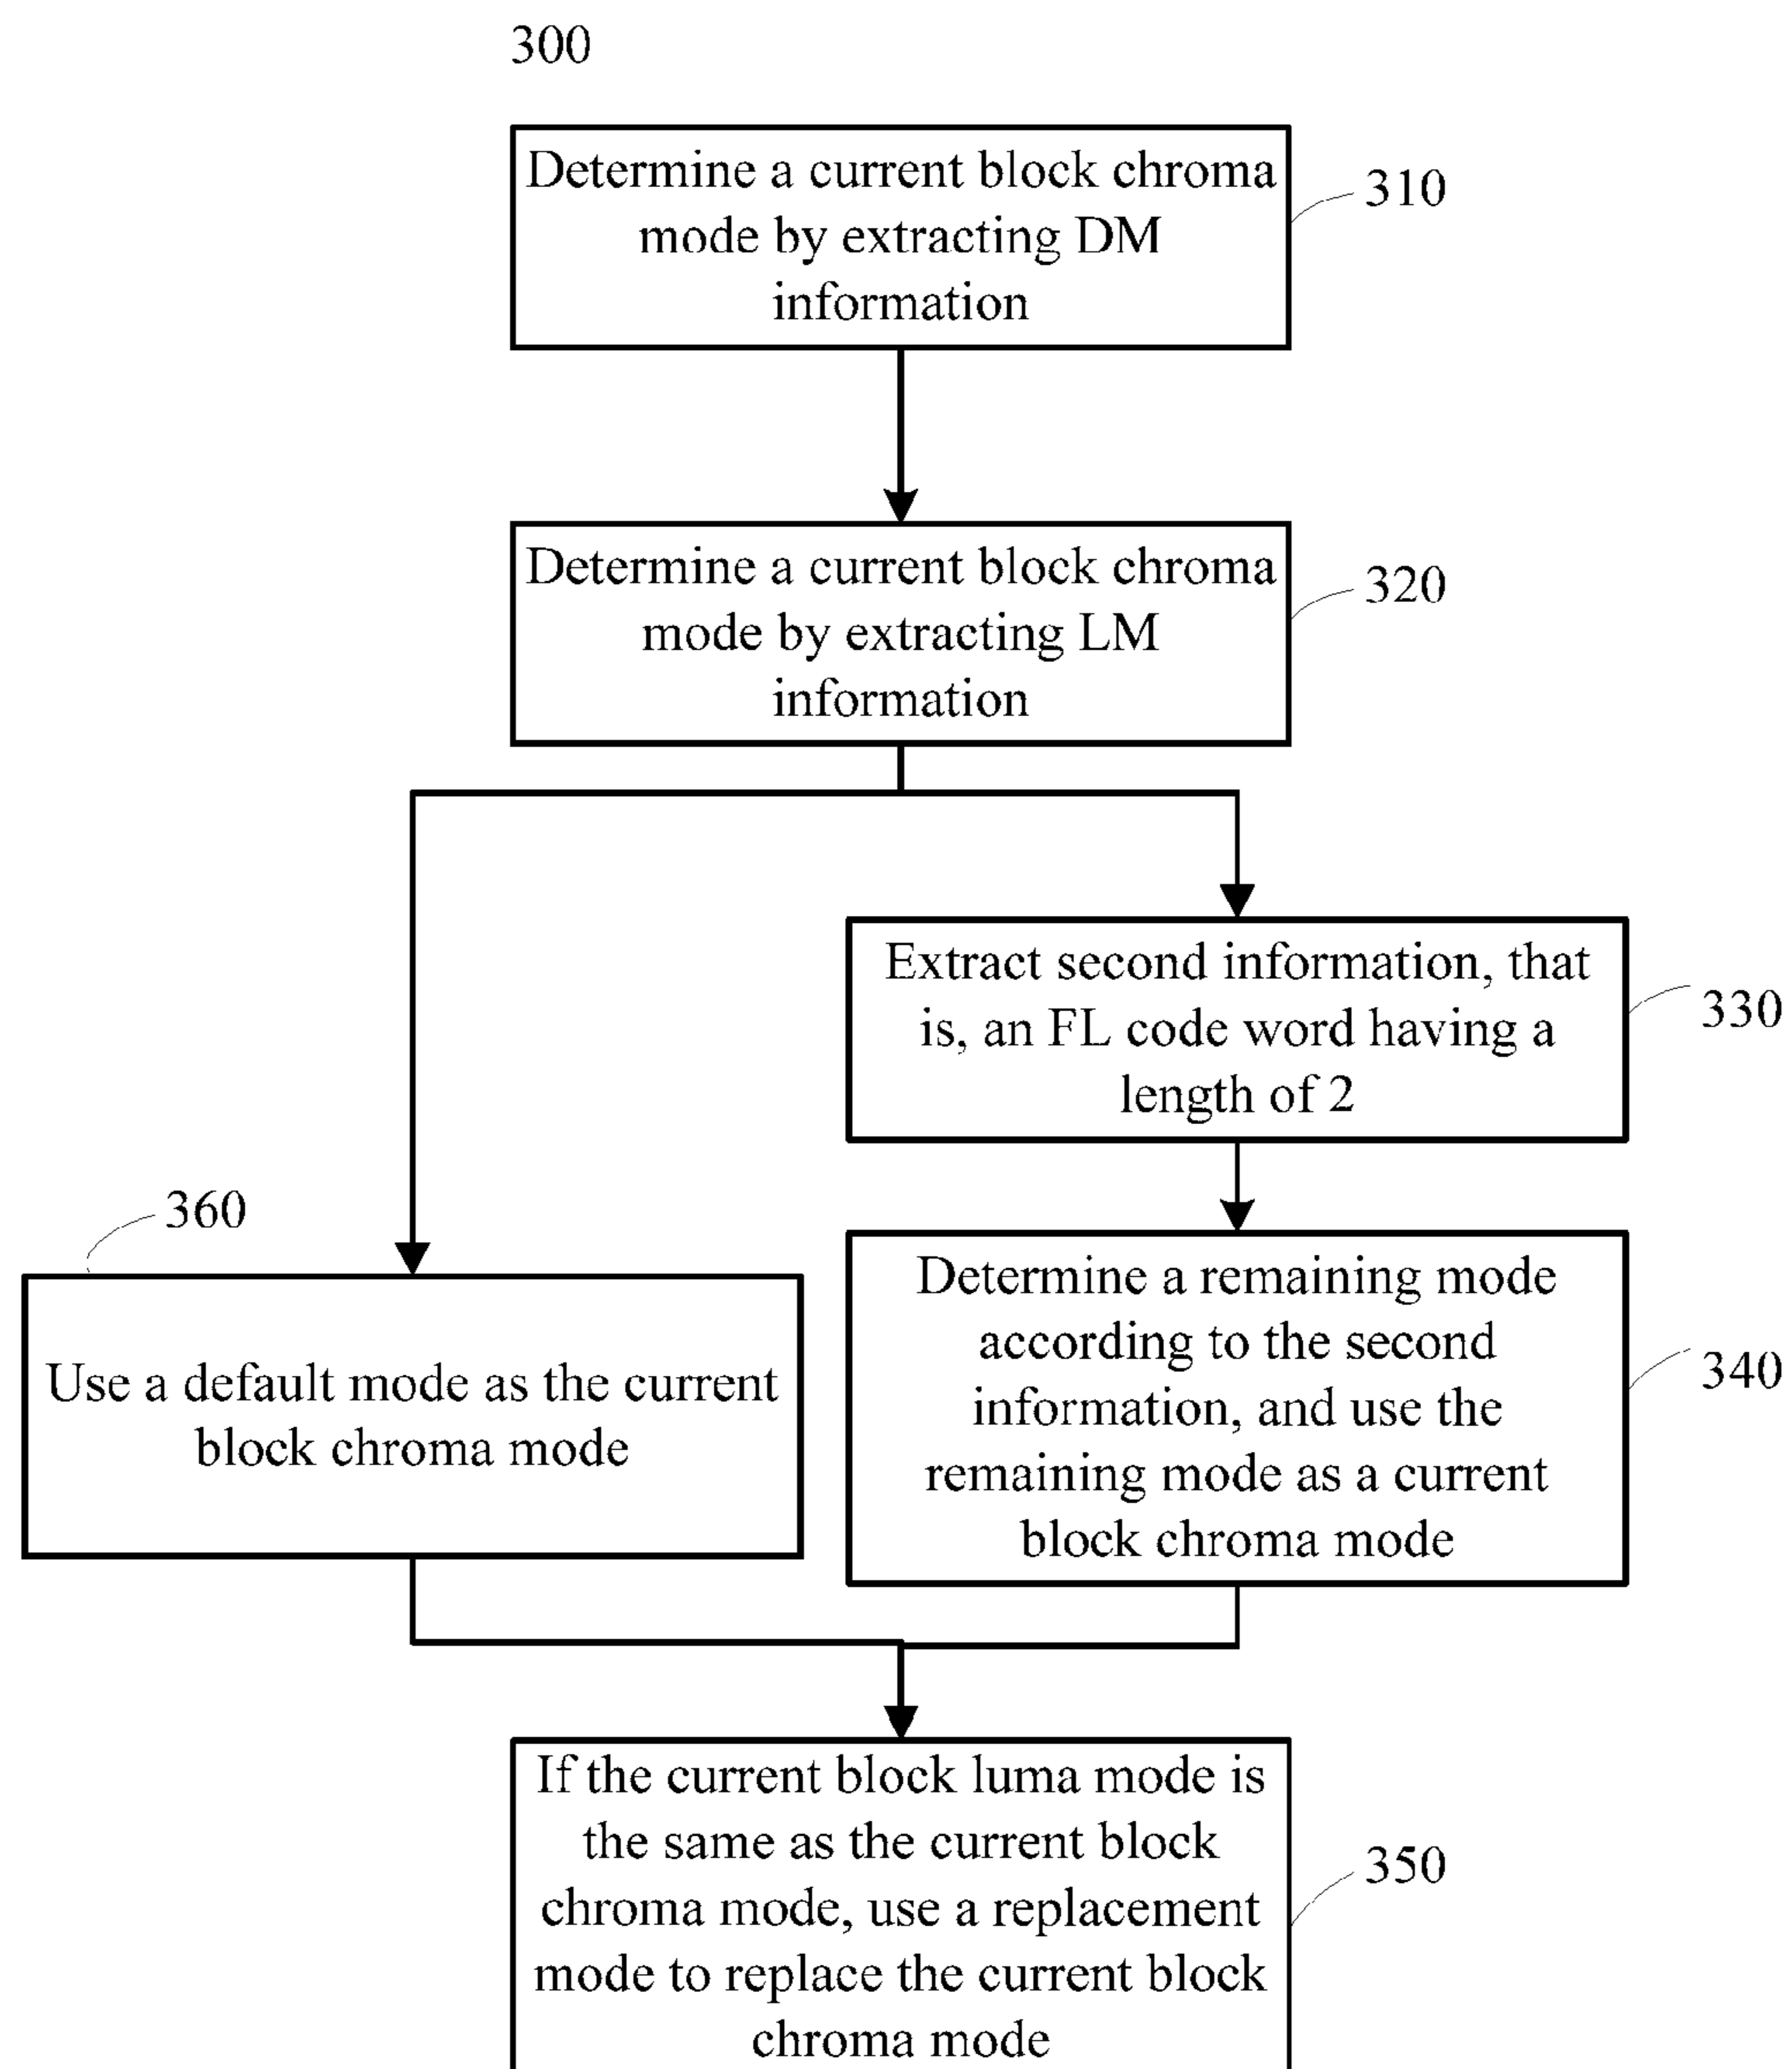 300
Determine a current block chroma
mode by extracting DM
information
310
Determine a current block chroma
mode by extracting LM
information
320
Extract second information, that
is, an FL code word having a
length of 2
330
360
Use a default mode as the current
block chroma mode
Determine a remaining mode
according to the second
information, and use the
remaining mode as a current
block chroma mode
340
If the current block luma mode is
the same as the current block
chroma mode, use a replacement
mode to replace the current block
chroma mode
350